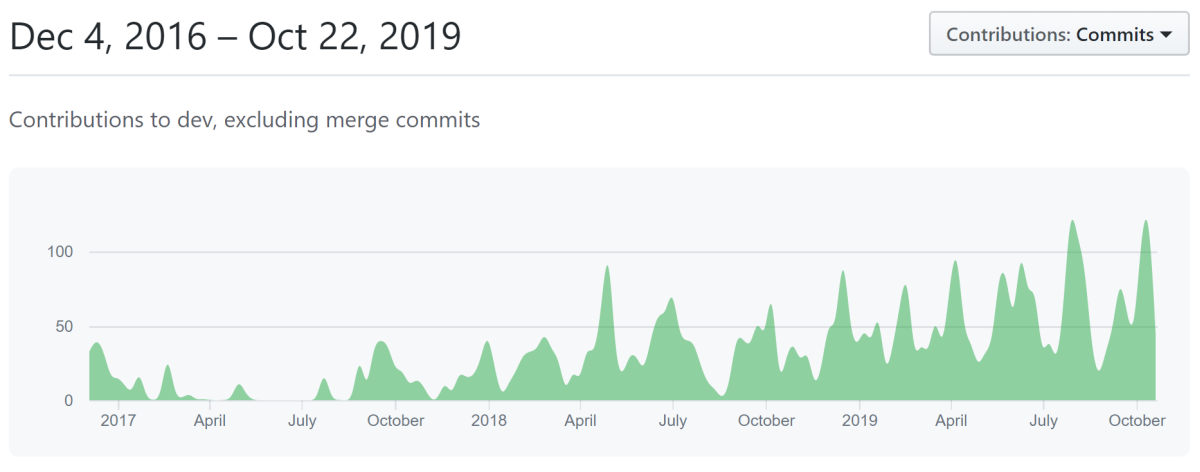 Dec 4, 2016 – Oct 22, 2019
Contributions: Commits
Contributions to dev, excluding merge commits
100
50
0
2017 April July October 2018 April July October 2019 April July October